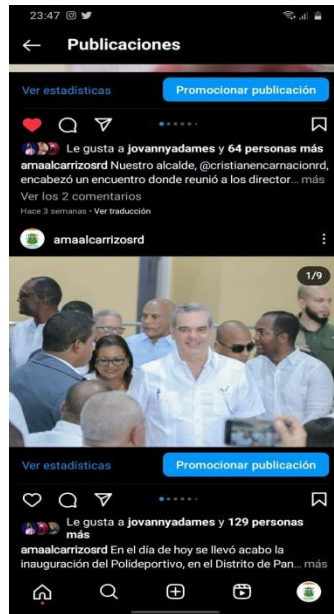 23:47
Publicaciones
Ver estadísticas
Promocionar publicación
Le gusta a jovannyadames y 64 personas más
amaalcarrizosrd Nuestro alcalde, @cristianencarnacionrd,
encabezó un encuentro donde reunió a los director... más
Ver los 2 comentarios
Hace 3 semanas • Ver traducción
amaalcarrizosrd
1/9
Ver estadísticas
Promocionar publicación
Le gusta a jovannyadames y 129 personas
más
amaalcarrizosrd En el día de hoy se llevó acabo la
inauguración del Polideportivo, en el Distrito de Pan... más